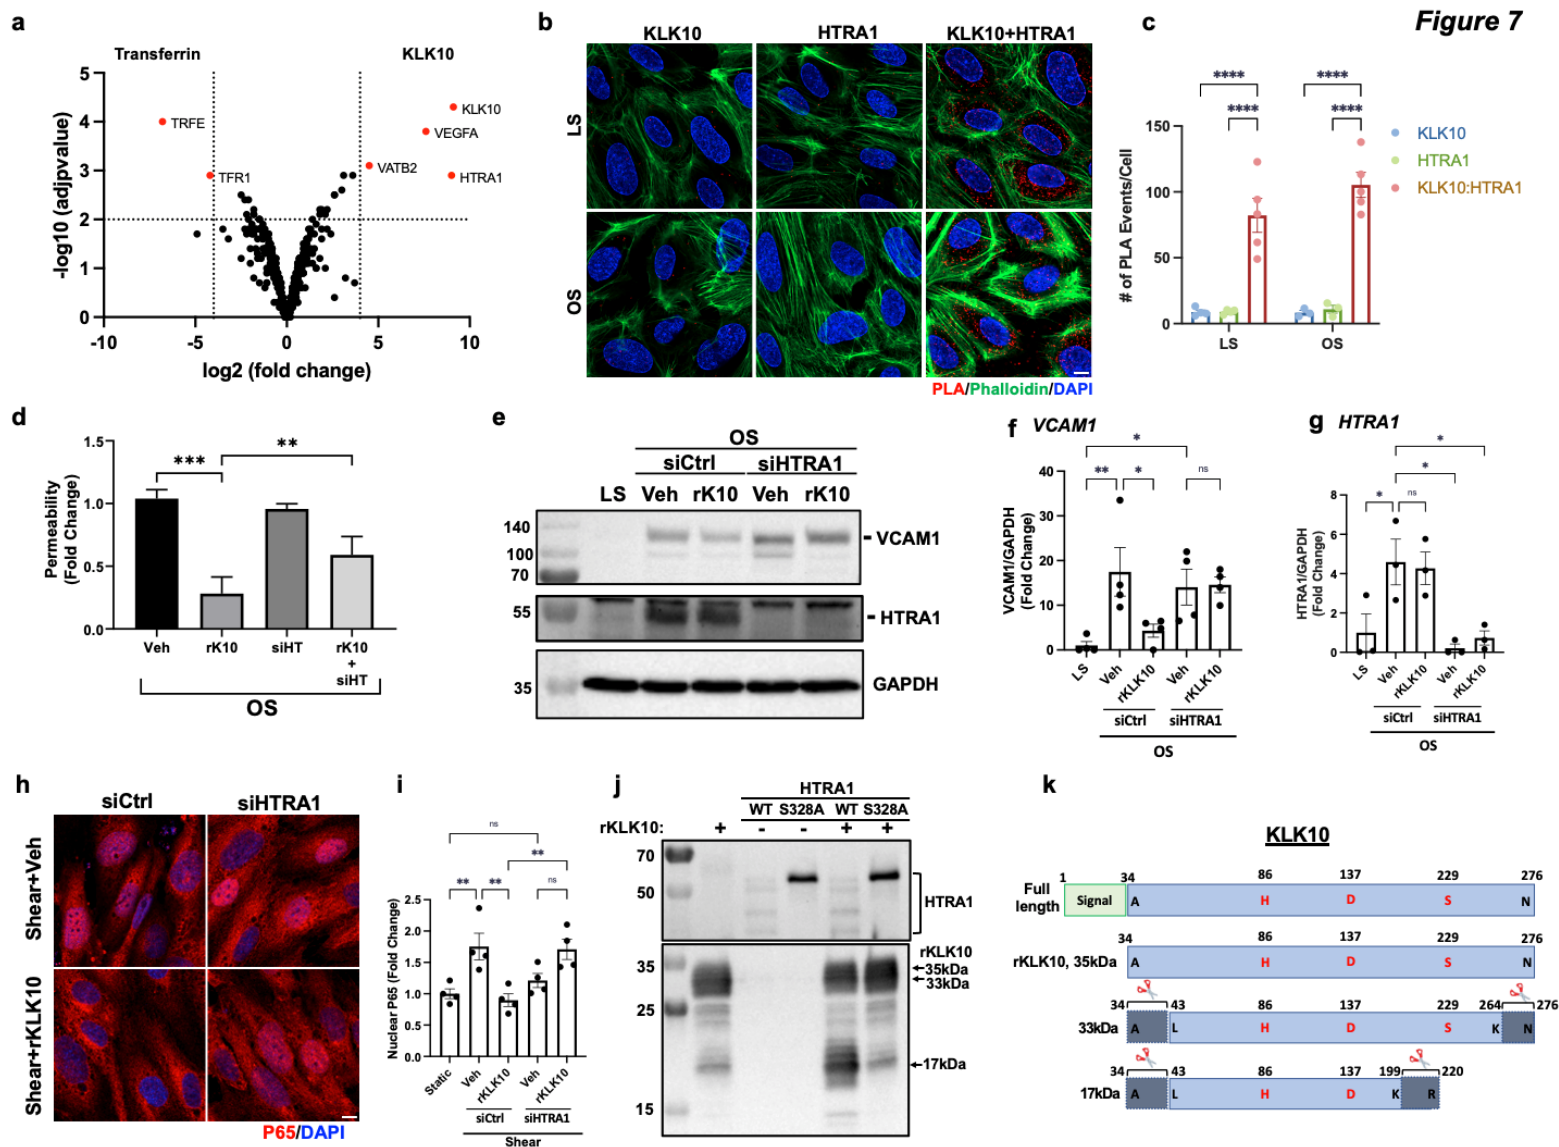 Figure 7
a
Transferrin
KLK10
-log10 (adjpvalue)
5
4
3
2
1
0
-10
-5
0
5
10
log2 (fold change)
TRFE
TFR1
KLK10
VEGFA
VATB2
HTRA1
b
KLK10
HTRA1
KLK10+HTRA1
LS
OS
PLA/Phalloidin/DAPI
c
# of PLA Events/Cell
150
100
50
0
****
****
****
****
LS
OS
KLK10
HTRA1
KLK10:HTRA1
d
Permeability
(Fold Change)
1.5
1.0
0.5
0.0
***
**
Veh
rK10
siHT
rK10
+
siHT
OS
e
OS
siCtrl
siHTRA1
LS
Veh
rK10
Veh
rK10
140
100
70
VCAM1
55
HTRA1
35
GAPDH
f
VCAM1
VCAM1/GAPDH
(Fold Change)
40
30
20
10
0
*
**
*
ns
LS
Veh
rKLK10
Veh
rKLK10
siCtrl
siHTRA1
OS
g
HTRA1
HTRA1/GAPDH
(Fold Change)
8
6
4
2
0
*
*
*
ns
LS
Veh
rKLK10
Veh
rKLK10
siCtrl
siHTRA1
OS
h
siCtrl
siHTRA1
Shear+Veh
Shear+rKLK10
P65/DAPI
i
Nuclear P65 (Fold Change)
2.5
2.0
1.5
1.0
0.5
0.0
ns
**
**
**
ns
Static
Veh
rKLK10
Veh
rKLK10
siCtrl
siHTRA1
Shear
j
HTRA1
WT S328A WT S328A
rKLK10: + - - + +
70
50
HTRA1
35
25
15
rKLK10
35kDa
33kDa
17kDa
k
KLK10
1 34 86 137 229 276
Full
length
Signal A H D S N
34 86 137 229 276
rKLK10, 35kDa A H D S N
34 43 86 137 229 264 276
33kDa A L H D S K N
34 43 86 137 199 220
17kDa A L H D K R